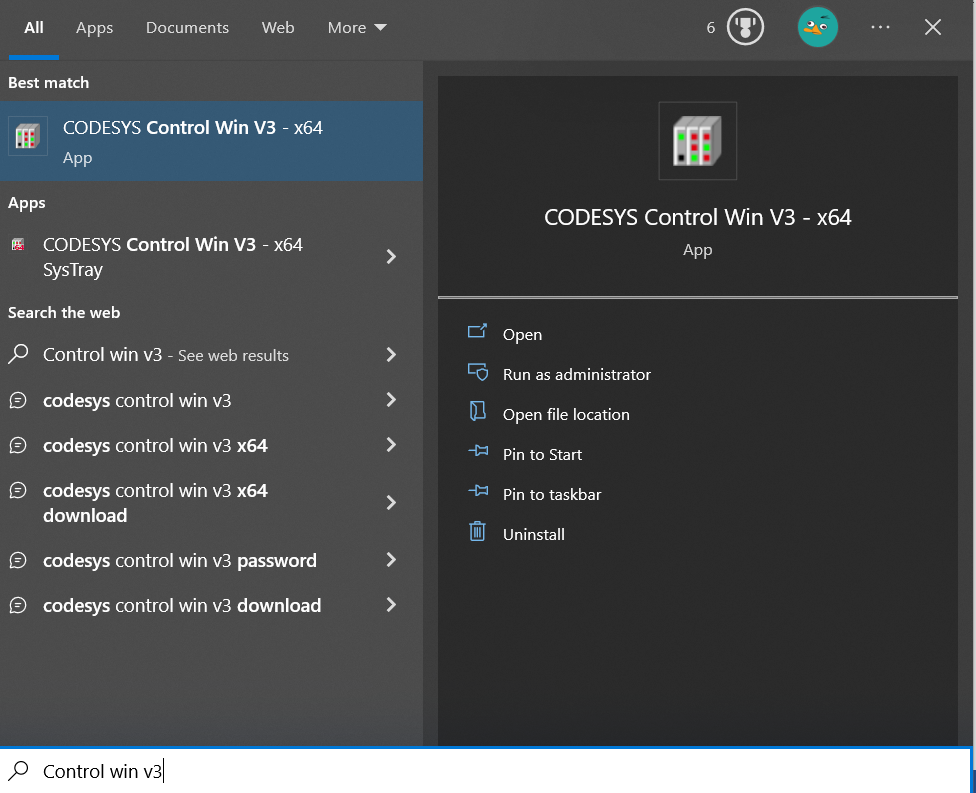 All Apps Documents Web More 6 ···
Best match
CODESYS Control Win V3 - x64
App
Apps
CODESYS Control Win V3 - x64
SysTray
Search the web
Control win v3 - See web results
codesys control win v3
codesys control win v3 x64
codesys control win v3 x64
download
codesys control win v3 password
codesys control win v3 download
CODESYS Control Win V3 - x64
App
Open
Run as administrator
Open file location
Pin to Start
Pin to taskbar
Uninstall
Control win v3